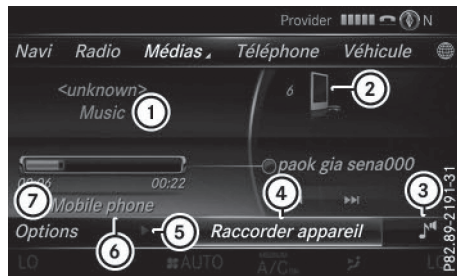 Provider N
Navi Radio Médias Téléphone Véhicule
<unknown>
Music
1
6
2
paok gia sena000
00:06 00:22
7
Mobile phone
4
3
Options
6
5
Raccorder appareil
LO AUTO A/C LO
P82.89-2191-31